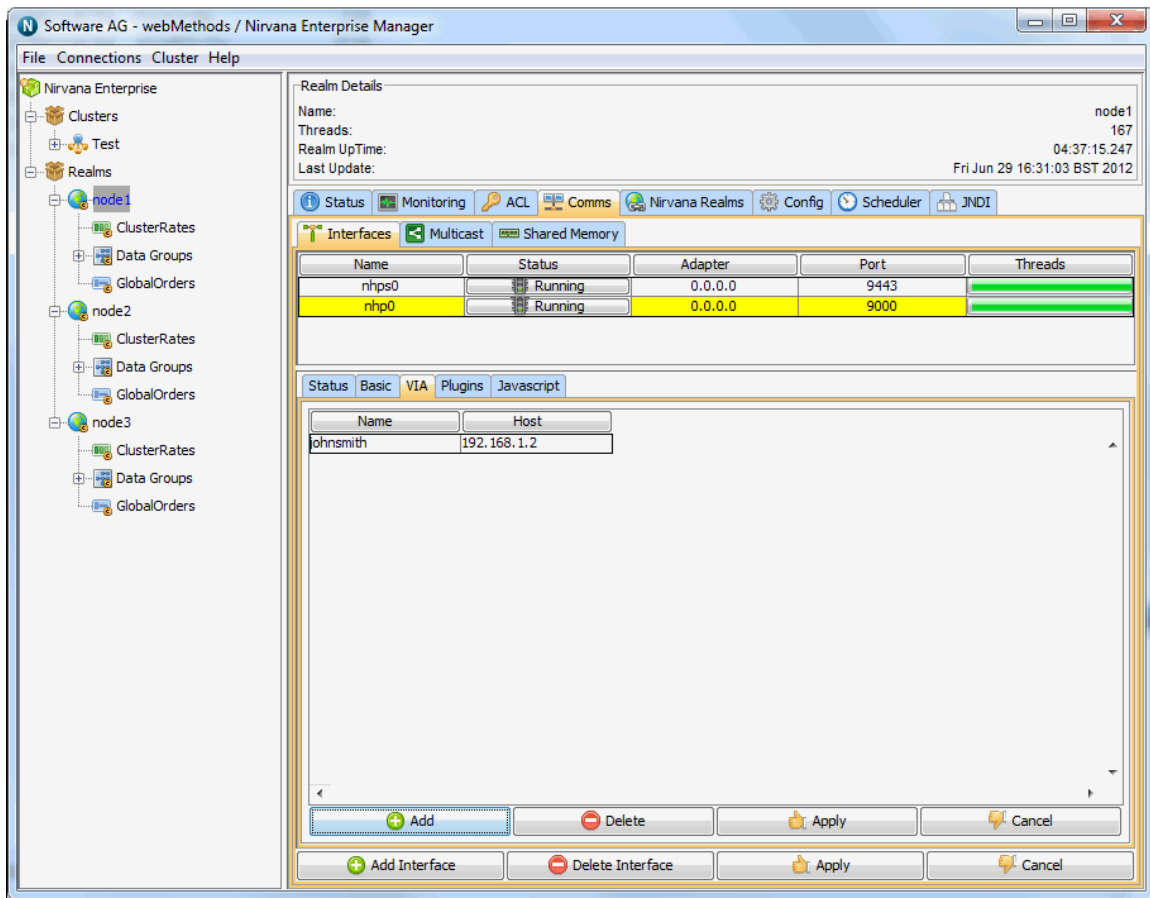 Software AG - webMethods / Nirvana Enterprise Manager
File Connections Cluster Help
Nirvana Enterprise
Clusters
Test
Realms
node1
ClusterRates
Data Groups
GlobalOrders
node2
ClusterRates
Data Groups
GlobalOrders
node3
ClusterRates
Data Groups
GlobalOrders
Realm Details
Name: node1
Threads: 167
Realm UpTime: 04:37:15.247
Last Update: Fri Jun 29 16:31:03 BST 2012
Status Monitoring ACL Comms Nirvana Realms Config Scheduler JNDI
Interfaces Multicast Shared Memory
Name Status Adapter Port Threads
nhps0 Running 0.0.0.0 9443
nhp0 Running 0.0.0.0 9000
Status Basic VIA Plugins Javascript
Name Host
johnsmith 192.168.1.2
Add Delete Apply Cancel
Add Interface Delete Interface Apply Cancel